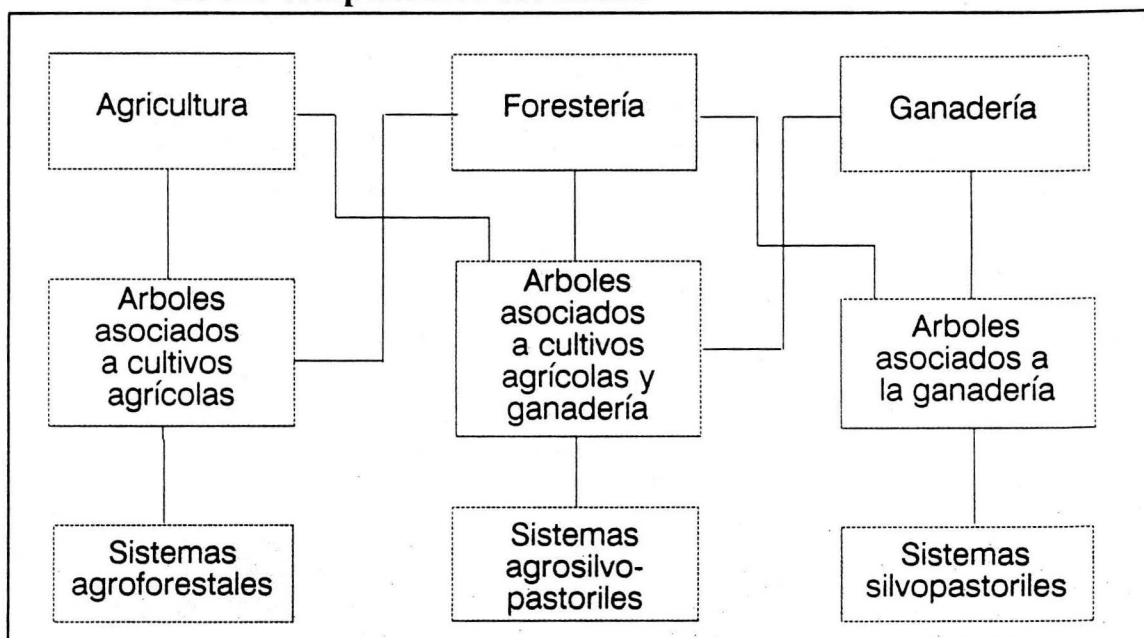 Agricultura
Forestería
Ganadería
Arboles
asociados
a cultivos
agrícolas
Arboles
asociados
a cultivos
agrícolas y
ganadería
Arboles
asociados a
la ganadería
Sistemas
agroforestales
Sistemas
agrosilvo-
pastoriles
Sistemas
silvopastoriles